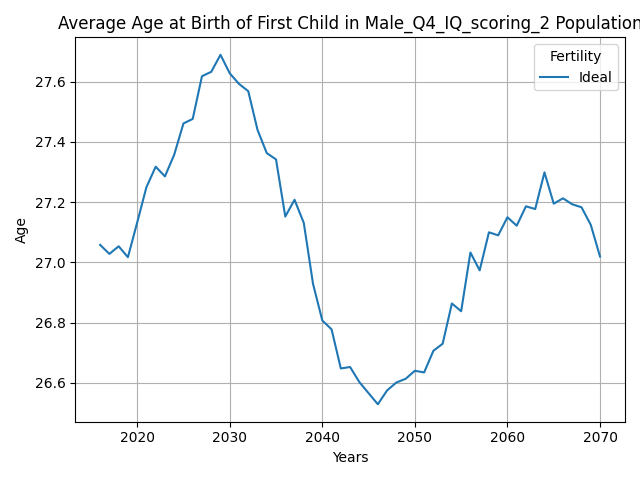 Average Age at Birth of First Child in Male_Q4_IQ_scoring_2 Population
Fertility
Ideal
27.6
27.4
27.2
27.0
26.8
26.6
Age
2020 2030 2040 2050 2060 2070
Years